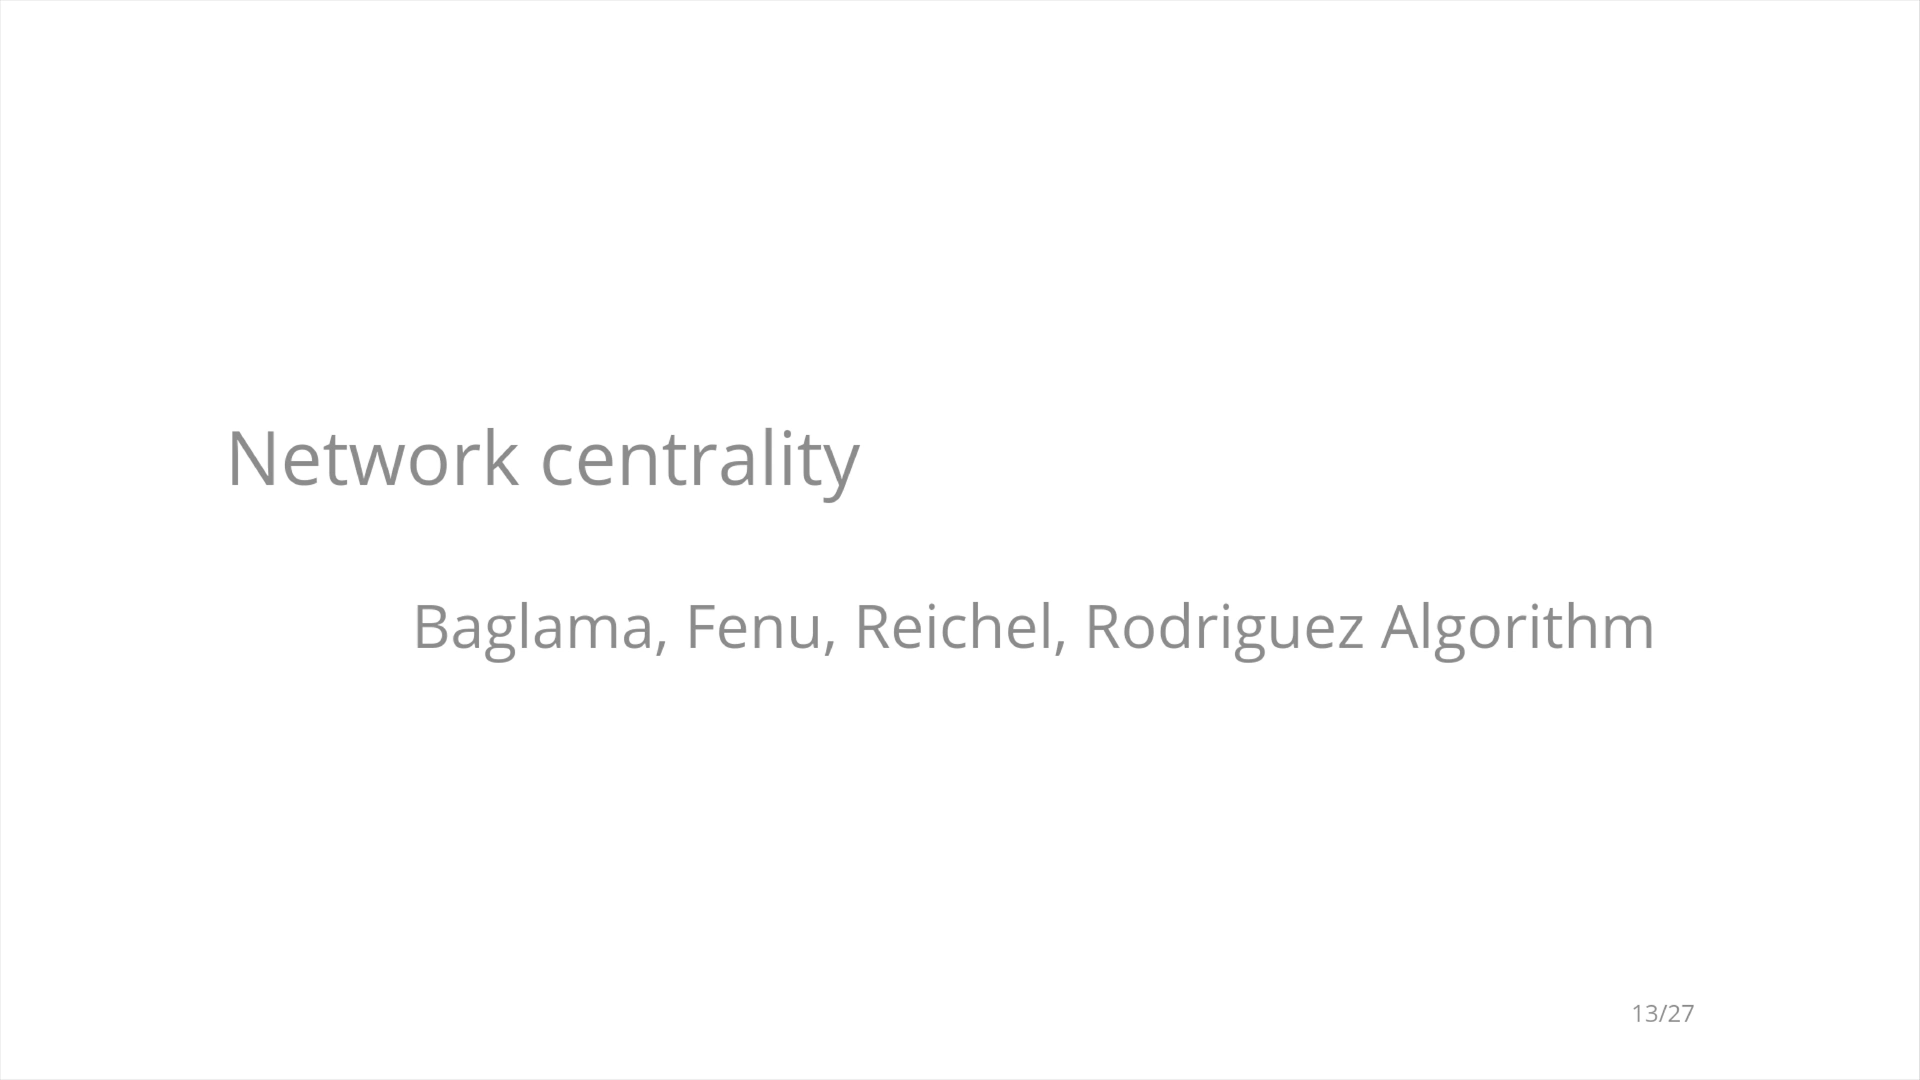 Network centrality
Baglama, Fenu, Reichel, Rodriguez Algorithm
13/27